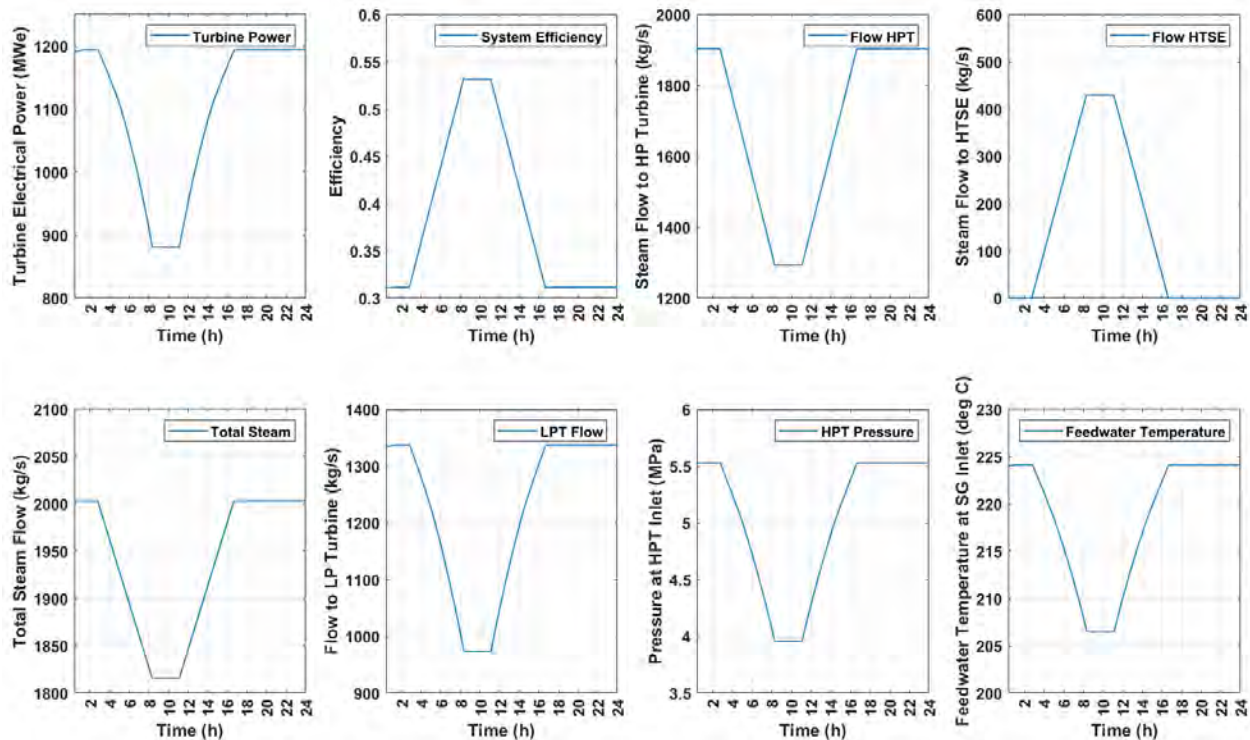 Turbine Electrical Power (MWe)
1200
1100
1000
900
800
Turbine Power
2 4 6 8 10 12 14 16 18 20 22 24
Time (h)
Efficiency
0.6
0.55
0.5
0.45
0.4
0.35
0.3
System Efficiency
2 4 6 8 10 12 14 16 18 20 22 24
Time (h)
Steam Flow to HP Turbine (kg/s)
2000
1800
1600
1400
1200
Flow HPT
2 4 6 8 10 12 14 16 18 20 22 24
Time (h)
Steam Flow to HTSE (kg/s)
600
500
400
300
200
100
0
Flow HTSE
2 4 6 8 10 12 14 16 18 20 22 24
Time (h)
Total Steam Flow (kg/s)
2100
2050
2000
1950
1900
1850
1800
Total Steam
2 4 6 8 10 12 14 16 18 20 22 24
Time (h)
Flow to LP Turbine (kg/s)
1400
1300
1200
1100
1000
900
LPT Flow
2 4 6 8 10 12 14 16 18 20 22 24
Time (h)
Pressure at HPT Inlet (MPa)
6
5.5
5
4.5
4
3.5
HPT Pressure
2 4 6 8 10 12 14 16 18 20 22 24
Time (h)
Feedwater Temperature at SG Inlet (deg C)
230
225
220
215
210
205
200
Feedwater Temperature
2 4 6 8 10 12 14 16 18 20 22 24
Time (h)